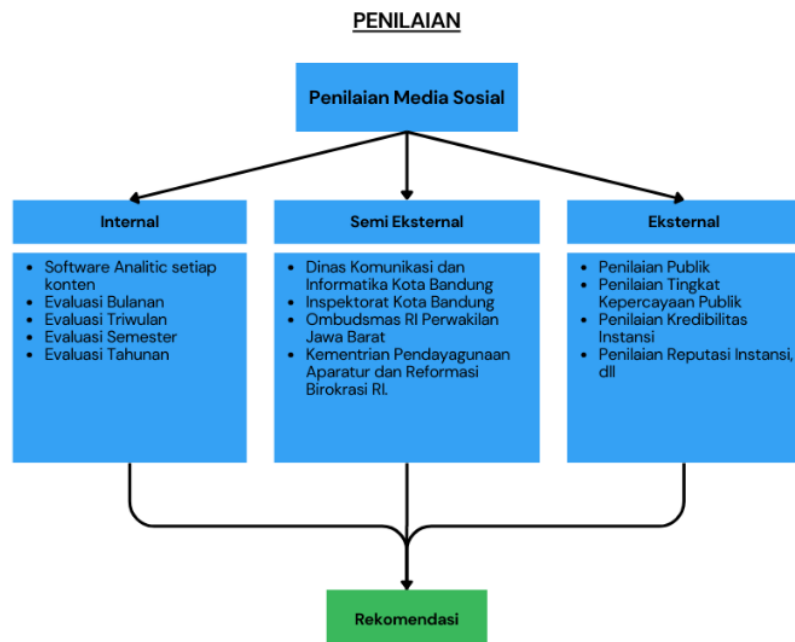 PENILAIAN
Penilaian Media Sosial
Internal
Software Analitic setiap
konten
Evaluasi Bulanan
Evaluasi Triwulan
Evaluasi Semester
Evaluasi Tahunan
Semi Eksternal
Dinas Komunikasi dan
Informatika Kota Bandung
Inspektorat Kota Bandung
Ombudsmas RI Perwakilan
Jawa Barat
Kementrian Pendayagunaan
Aparatur dan Reformasi
Birokrasi RI.
Eksternal
Penilaian Publik
Penilaian Tingkat
Kepercayaan Publik
Penilaian Kredibilitas
Instansi
Penilaian Reputasi Instansi,
dll
Rekomendasi